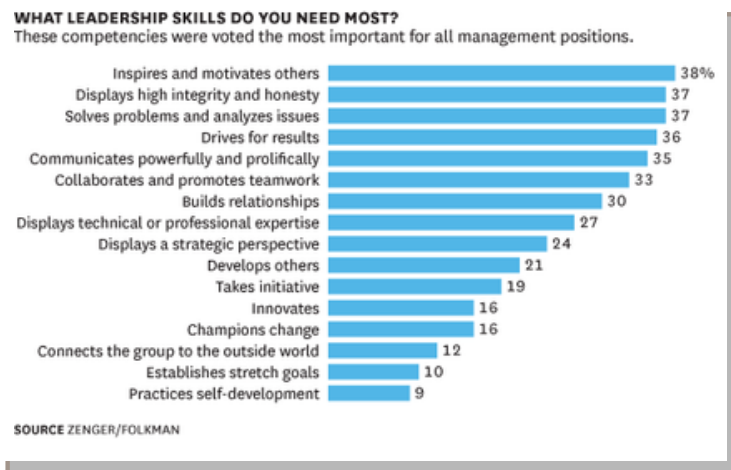 WHAT LEADERSHIP SKILLS DO YOU NEED MOST?
These competencies were voted the most important for all management positions.
Inspires and motivates others 38%
Displays high integrity and honesty 37
Solves problems and analyzes issues 37
Drives for results 36
Communicates powerfully and prolifically 35
Collaborates and promotes teamwork 33
Builds relationships 30
Displays technical or professional expertise 27
Displays a strategic perspective 24
Develops others 21
Takes initiative 19
Innovates 16
Champions change 16
Connects the group to the outside world 12
Establishes stretch goals 10
Practices self-development 9
SOURCE ZENGER/FOLKMAN